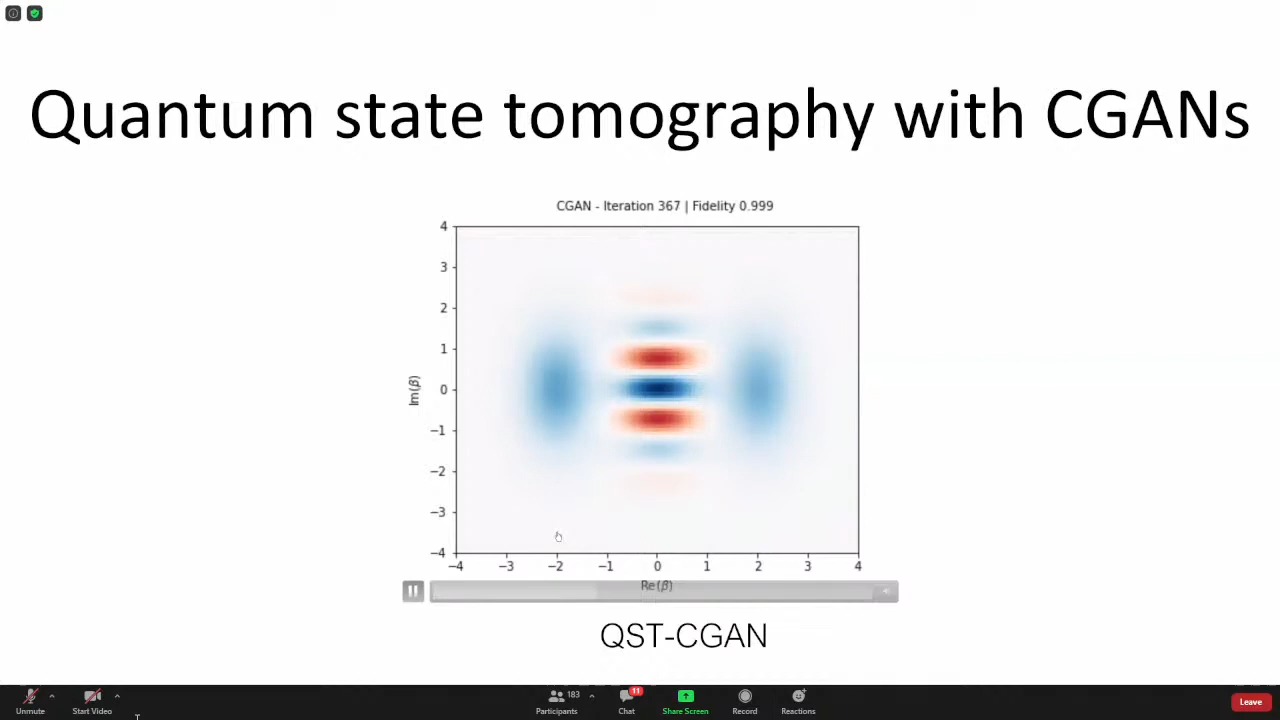 Quantum state tomography with CGANs
CGAN - Iteration 367 | Fidelity 0.999
4
3
2
1
0
−1
−2
−3
−4
Im(β)
−4 −3 −2 −1 0 1 2 3 4
Re(β)
QST-CGAN
Unmute
Start Video
183
Participants
11
Chat
Share Screen
Record
Reactions
Leave